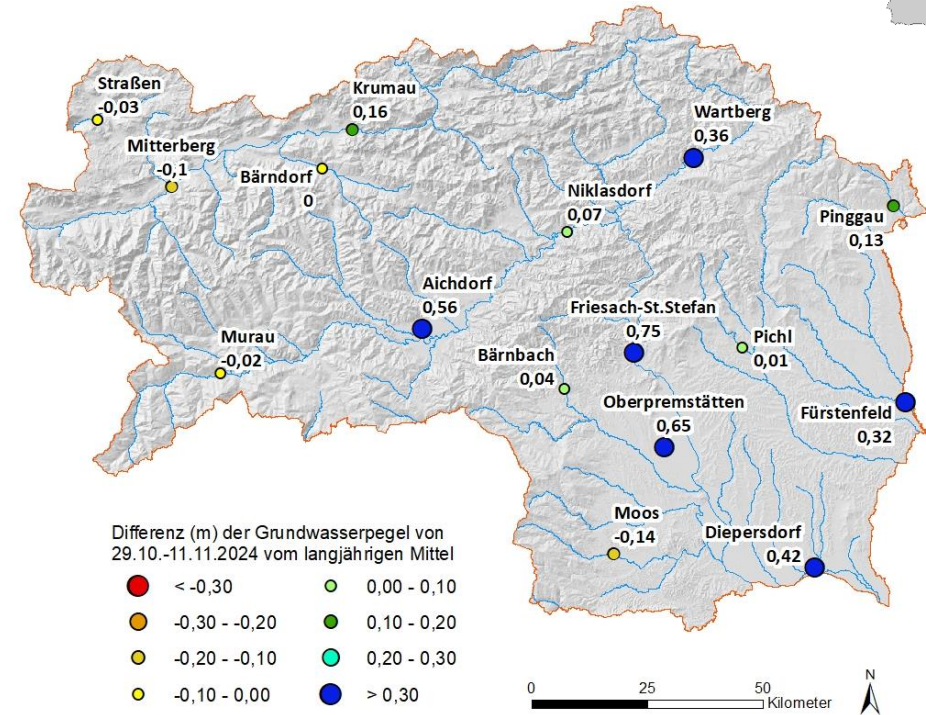 Straßen
-0,03
Krumau
0,16
Wartberg
0,36
Mitterberg
-0,1
Bärndorf
0
Niklasdorf
0,07
Pinggau
0,13
Aichdorf
0,56
Friesach-St.Stefan
0,75
Pichl
0,01
Murau
-0,02
Bärnbach
0,04
Oberpremstätten
0,65
Fürstenfeld
0,32
Moos
-0,14
Diepersdorf
0,42
Differenz (m) der Grundwasserpegel von
29.10.-11.11.2024 vom langjährigen Mittel
< -0,30
-0,30 - -0,20
-0,20 - -0,10
-0,10 - 0,00
0,00 - 0,10
0,10 - 0,20
0,20 - 0,30
> 0,30
0 25 50
Kilometer
N